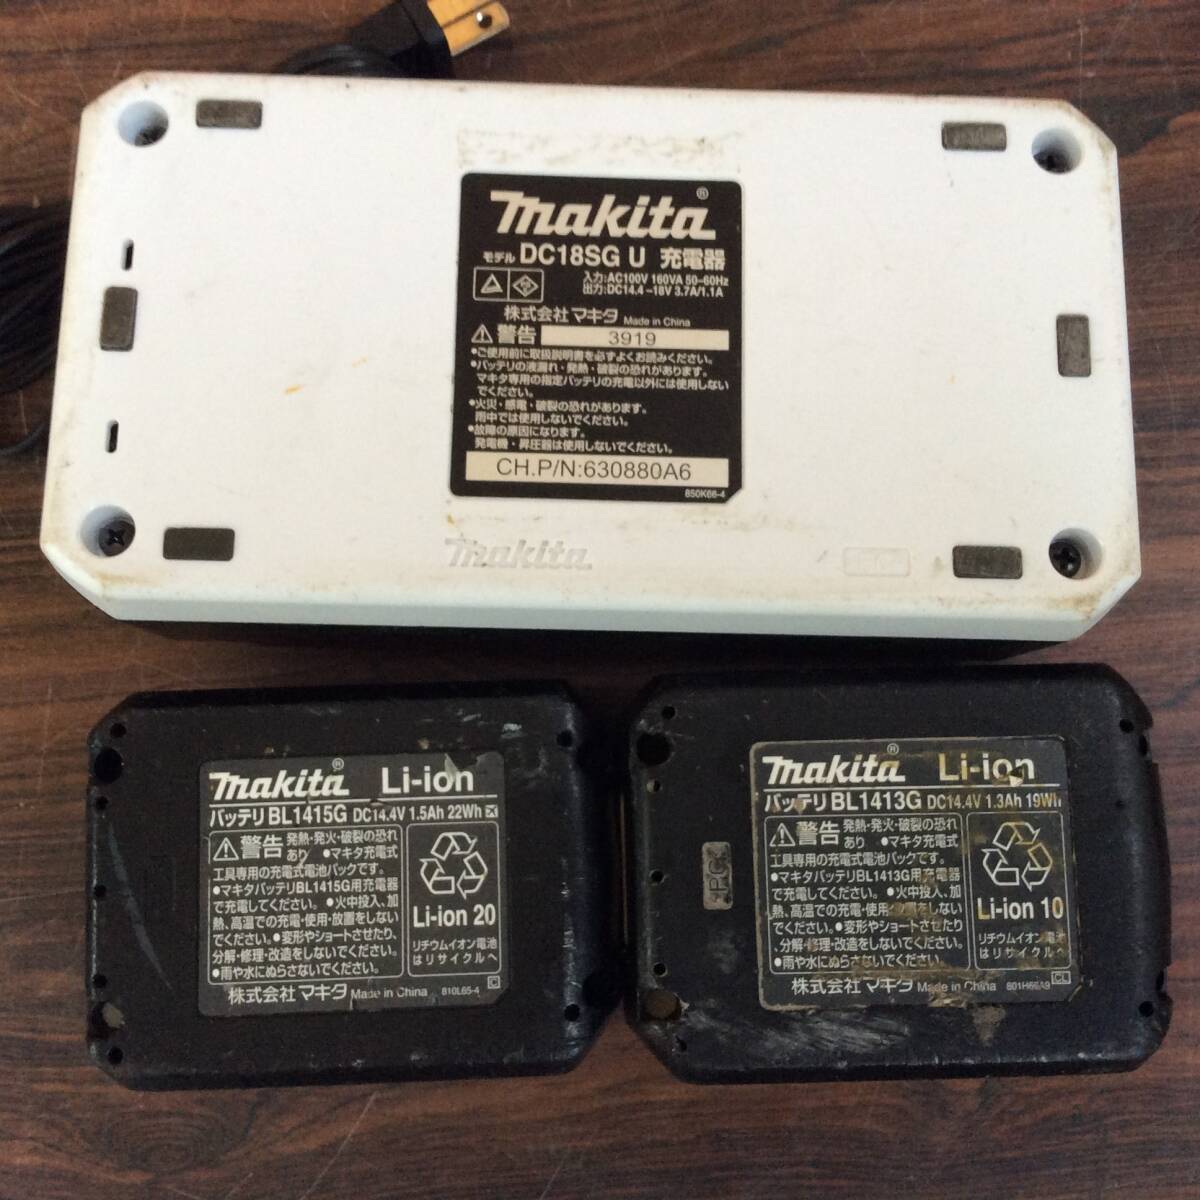 makita®
モデル DC18SG U 充電器
入力:AC100V 160VA 50-60Hz
出力:DC14.4-18V 3.7A/1.1A
株式会社 マキタ Made in China
警告 3919
●ご使用前に取扱説明書を必ずよくお読みください。
●バッテリの液漏れ・発熱・破裂の恐れがあります。
マキタ専用の指定バッテリの充電以外には使用しない
でください。
●火災・感電・破裂の恐れがあります。
雨中では使用しないでください。
●故障の原因になります。
発電機・昇圧器は使用しないでください。
CH.P/N:630880A6
850K66-4
makita
makita® Li-ion
バッテリ BL1415G DC14.4V 1.5Ah 22Wh
警告 発熱・発火・破裂の恐れ
あり ●マキタ充電式
工具専用の充電式電池パックです。
●マキタバッテリBL1415G用充電器
で充電してください。 ●火中投入、加
熱、高温での充電・使用・放置をしない
でください。●変形やショートさせたり、
分解・修理・改造をしないでください。
●雨や水にぬらさないでください。
Li-ion 20
リチウムイオン電池
はリサイクルへ
株式会社 マキタ Made in China 810L65-4 C
makita® Li-ion
バッテリ BL1413G DC14.4V 1.3Ah 19Wh
警告 発熱・発火・破裂の恐れ
あり ●マキタ充電式
工具専用の充電式電池パックです。
●マキタバッテリBL1413G用充電器
で充電してください。 ●火中投入、加
熱、高温での充電・使用・放置をしない
でください。●変形やショートさせたり、
分解・修理・改造をしないでください。
●雨や水にぬらさないでください。
Li-ion 10
リチウムイオン電池
はリサイクルへ
株式会社 マキタ Made in China 801H66A9 CL
>PC<